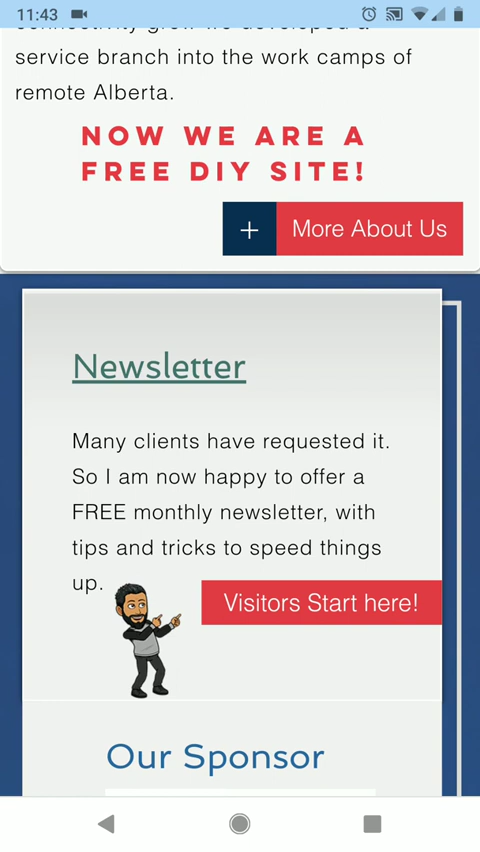 11:43
service branch into the work camps of
remote Alberta.
NOW WE ARE A
FREE DIY SITE!
+ More About Us
Newsletter
Many clients have requested it.
So I am now happy to offer a
FREE monthly newsletter, with
tips and tricks to speed things
up.
Visitors Start here!
Our Sponsor